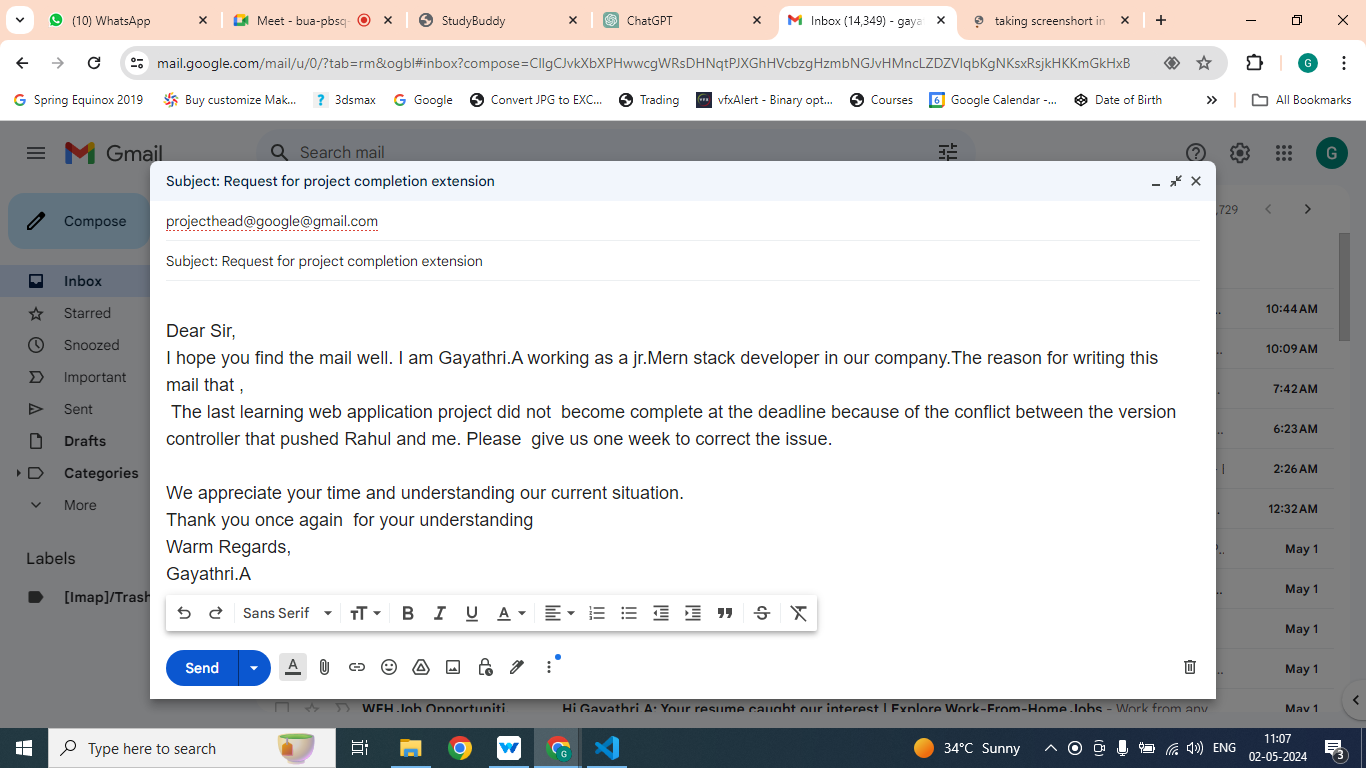 (10) WhatsApp
Meet - bua-pbsq
StudyBuddy
ChatGPT
Inbox (14,349) - gaya
taking screenshort in
mail.google.com/mail/u/0/?tab=rm&ogbl#inbox?compose=CllgCJvkXbXPHwwcgWRsDHNqtPJXGhHVcbzgHzmbNGJvHMncLZDZVlqbKgNKsxRsjkHKKmGkHxB
G
Spring Equinox 2019
Buy customize Mak...
3dsmax
Google
Convert JPG to EXC...
Trading
vfxAlert - Binary opt...
Courses
Google Calendar -...
Date of Birth
All Bookmarks
Gmail
Search mail
G
Compose
Inbox
Starred
Snoozed
Important
Sent
Drafts
Categories
More
Labels
[Imap]/Trash
Subject: Request for project completion extension
projecthead@google@gmail.com
Subject: Request for project completion extension
Dear Sir,
I hope you find the mail well. I am Gayathri.A working as a jr.Mern stack developer in our company.The reason for writing this
mail that ,
The last learning web application project did not become complete at the deadline because of the conflict between the version
controller that pushed Rahul and me. Please give us one week to correct the issue.
We appreciate your time and understanding our current situation.
Thank you once again for your understanding
Warm Regards,
Gayathri.A
Sans Serif
Send
,729
10:44 AM
10:09 AM
7:42 AM
6:23 AM
2:26 AM
12:32 AM
May 1
May 1
May 1
May 1
WFH Job Opportuniti
Hi Gayathri A: Your resume caught our interest | Explore Work-From-Home Jobs - Work from any
May 1
Type here to search
34°C Sunny
ENG
11:07
02-05-2024
3